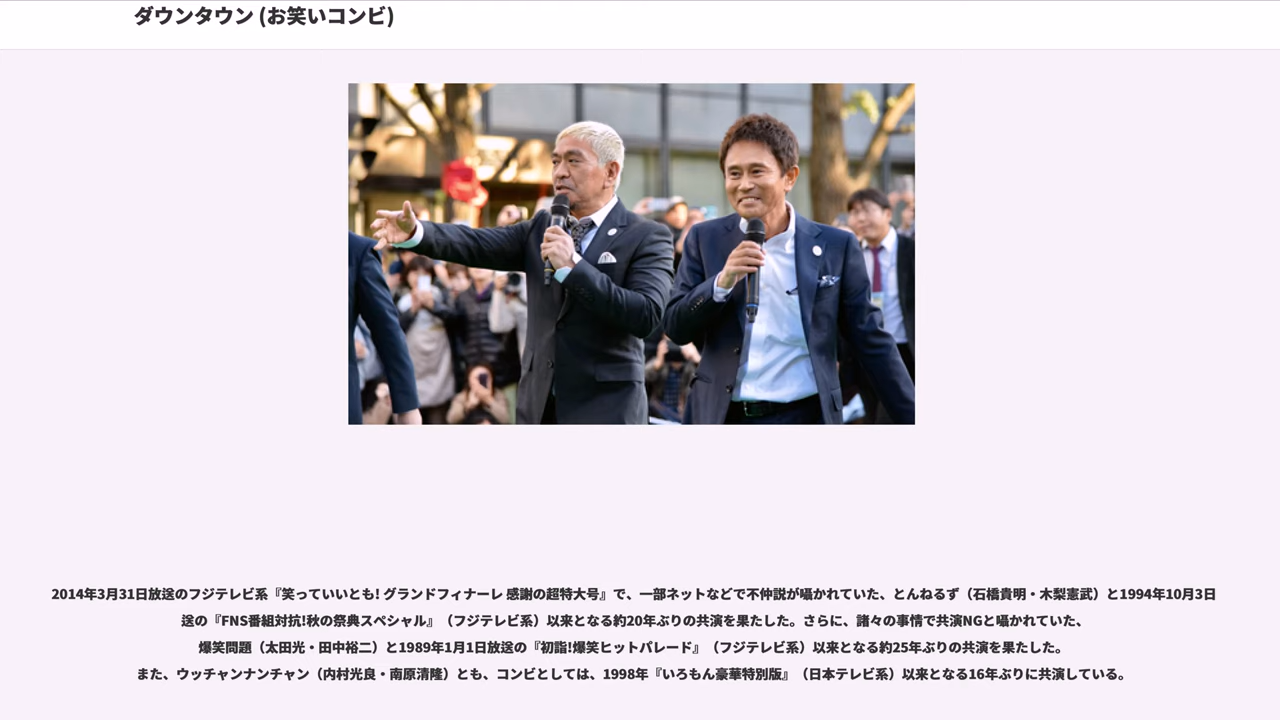 ダウンタウン (お笑いコンビ)
2014年3月31日放送のフジテレビ系『笑っていいとも! グランドフィナーレ 感謝の超特大号』で、一部ネットなどで不仲説が囁かれていた、とんねるず（石橋貴明・木梨憲武）と1994年10月3日
送の『FNS番組対抗!秋の祭典スペシャル』（フジテレビ系）以来となる約20年ぶりの共演を果たした。さらに、諸々の事情で共演NGと囁かれていた、
爆笑問題（太田光・田中裕二）と1989年1月1日放送の『初詣!爆笑ヒットパレード』（フジテレビ系）以来となる約25年ぶりの共演を果たした。
また、ウッチャンナンチャン（内村光良・南原清隆）とも、コンビとしては、1998年『いろもん豪華特別版』（日本テレビ系）以来となる16年ぶりに共演している。